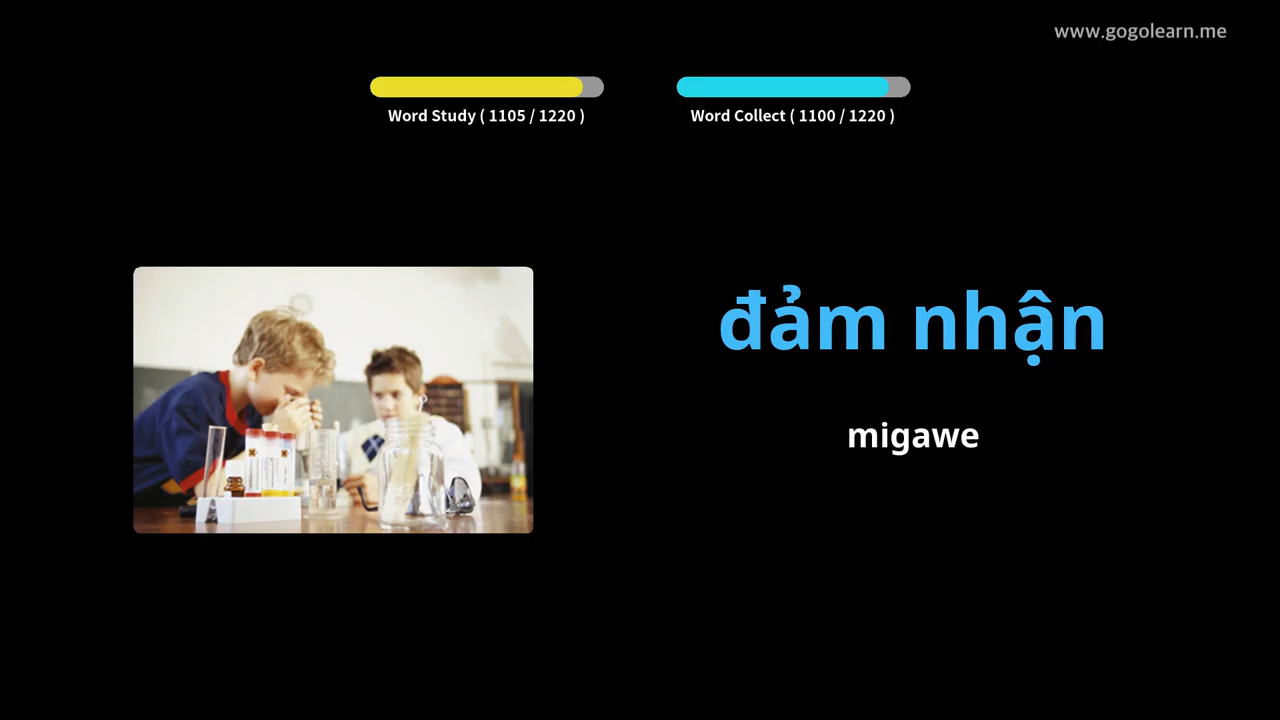 www.gogolearn.me
Word Study ( 1105 / 1220 )
Word Collect ( 1100 / 1220 )
đảm nhận
migawe